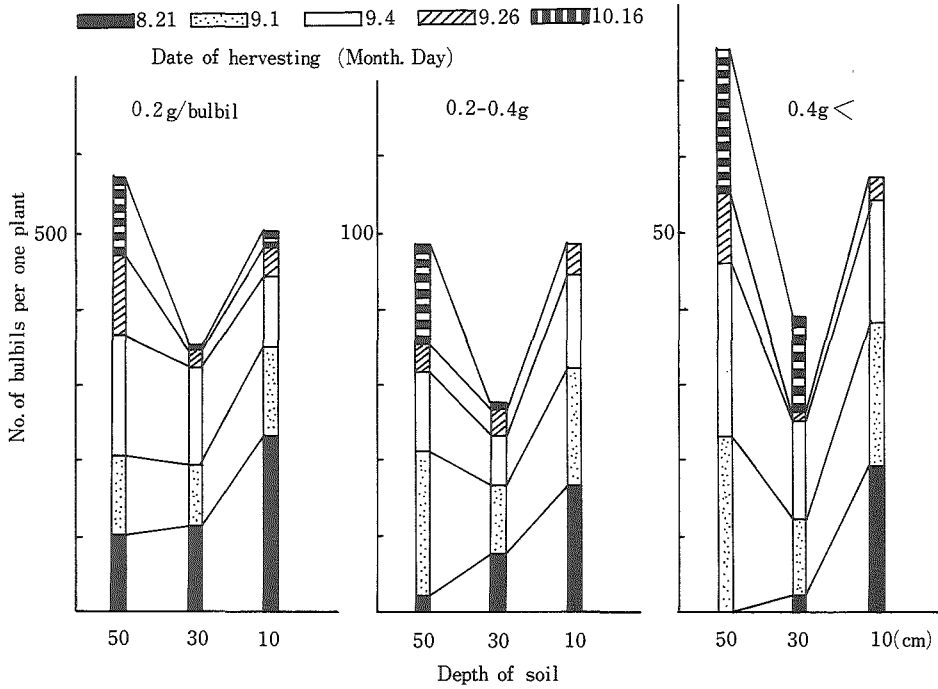 8.21 9.1 9.4 9.26 10.16
Date of hervesting (Month. Day)
0.2g/bulbil 0.2-0.4g 0.4g<
No. of bulbils per one plant
500 100 50
50 30 10 50 30 10 50 30 10(cm)
Depth of soil